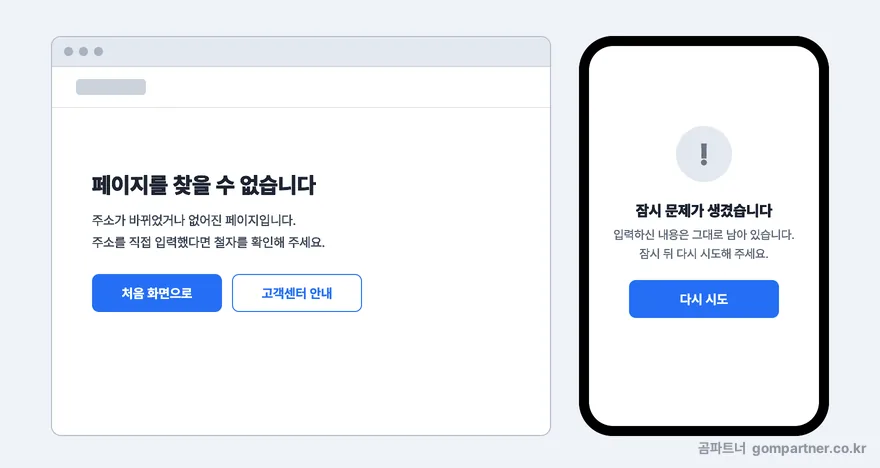 페이지를 찾을 수 없습니다
주소가 바뀌었거나 없어진 페이지입니다.
주소를 직접 입력했다면 철자를 확인해 주세요.
처음 화면으로
고객센터 안내
!
잠시 문제가 생겼습니다
입력하신 내용은 그대로 남아 있습니다.
잠시 뒤 다시 시도해 주세요.
다시 시도
곰파트너 gompartner.co.kr